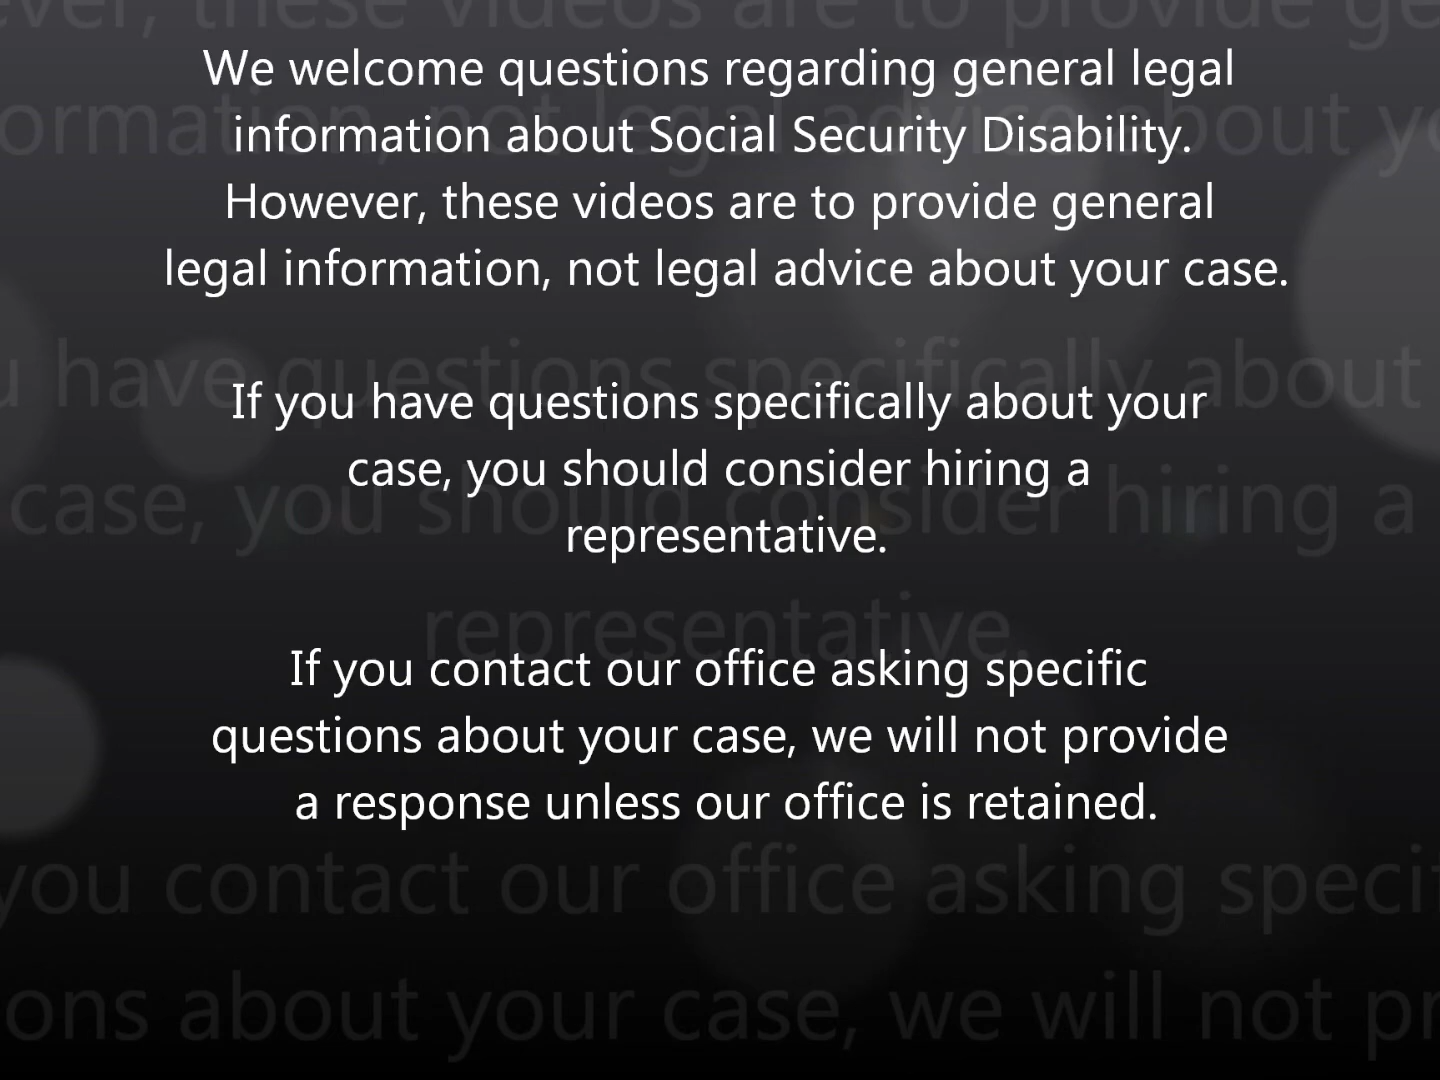 We welcome questions regarding general legal
information about Social Security Disability.
However, these videos are to provide general
legal information, not legal advice about your case.
If you have questions specifically about your
case, you should consider hiring a
representative.
If you contact our office asking specific
questions about your case, we will not provide
a response unless our office is retained.